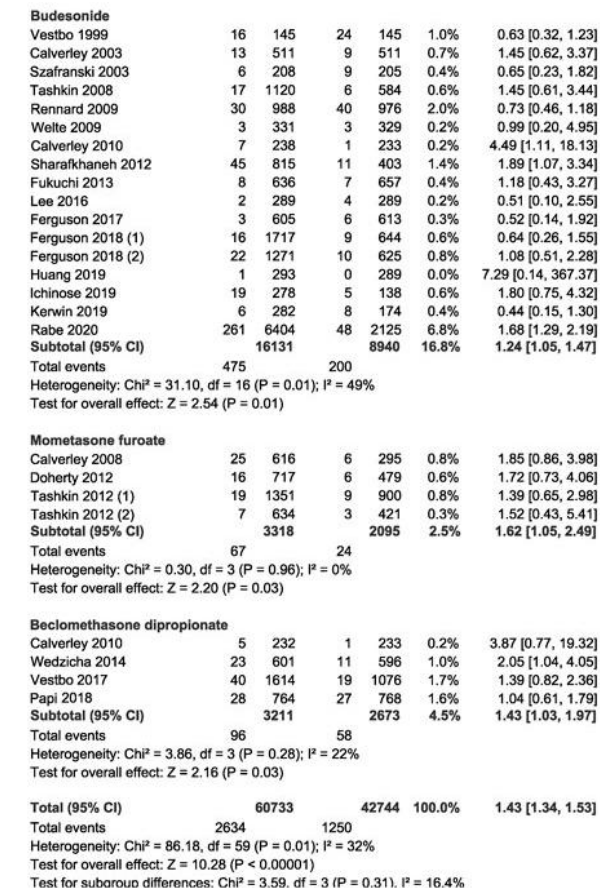 Budesonide
Vestbo 1999 16 145 24 145 1.0% 0.63 [0.32, 1.23]
Calverley 2003 13 511 9 511 0.7% 1.45 [0.62, 3.37]
Szafranski 2003 6 208 9 205 0.4% 0.65 [0.23, 1.82]
Tashkin 2008 17 1120 6 584 0.6% 1.45 [0.61, 3.44]
Rennard 2009 30 988 40 976 2.0% 0.73 [0.46, 1.18]
Welte 2009 3 331 3 329 0.2% 0.99 [0.20, 4.95]
Calverley 2010 7 238 1 233 0.2% 4.49 [1.11, 18.13]
Sharafkhaneh 2012 45 815 11 403 1.4% 1.89 [1.07, 3.34]
Fukuchi 2013 8 636 7 657 0.4% 1.18 [0.43, 3.27]
Lee 2016 2 289 4 289 0.2% 0.51 [0.10, 2.55]
Ferguson 2017 3 605 6 613 0.3% 0.52 [0.14, 1.92]
Ferguson 2018 (1) 16 1717 9 644 0.6% 0.64 [0.26, 1.55]
Ferguson 2018 (2) 22 1271 10 625 0.8% 1.08 [0.51, 2.28]
Huang 2019 1 293 0 289 0.0% 7.29 [0.14, 367.37]
Ichinose 2019 19 278 5 138 0.6% 1.80 [0.75, 4.32]
Kerwin 2019 6 282 8 174 0.4% 0.44 [0.15, 1.30]
Rabe 2020 261 6404 48 2125 6.8% 1.68 [1.29, 2.19]
Subtotal (95% CI) 16131 8940 16.8% 1.24 [1.05, 1.47]
Total events 475 200
Heterogeneity: Chi² = 31.10, df = 16 (P = 0.01); I² = 49%
Test for overall effect: Z = 2.54 (P = 0.01)
Mometasone furoate
Calverley 2008 25 616 6 295 0.8% 1.85 [0.86, 3.98]
Doherty 2012 16 717 6 479 0.6% 1.72 [0.73, 4.06]
Tashkin 2012 (1) 19 1351 9 900 0.8% 1.39 [0.65, 2.98]
Tashkin 2012 (2) 7 634 3 421 0.3% 1.52 [0.43, 5.41]
Subtotal (95% CI) 3318 2095 2.5% 1.62 [1.05, 2.49]
Total events 67 24
Heterogeneity: Chi² = 0.30, df = 3 (P = 0.96); I² = 0%
Test for overall effect: Z = 2.20 (P = 0.03)
Beclomethasone dipropionate
Calverley 2010 5 232 1 233 0.2% 3.87 [0.77, 19.32]
Wedzicha 2014 23 601 11 596 1.0% 2.05 [1.04, 4.05]
Vestbo 2017 40 1614 19 1076 1.7% 1.39 [0.82, 2.36]
Papi 2018 28 764 27 768 1.6% 1.04 [0.61, 1.79]
Subtotal (95% CI) 3211 2673 4.5% 1.43 [1.03, 1.97]
Total events 96 58
Heterogeneity: Chi² = 3.86, df = 3 (P = 0.28); I² = 22%
Test for overall effect: Z = 2.16 (P = 0.03)
Total (95% CI) 60733 42744 100.0% 1.43 [1.34, 1.53]
Total events 2634 1250
Heterogeneity: Chi² = 86.18, df = 59 (P = 0.01); I² = 32%
Test for overall effect: Z = 10.28 (P < 0.00001)
Test for subgroup differences: Chi² = 3.59, df = 3 (P = 0.31), I² = 16.4%